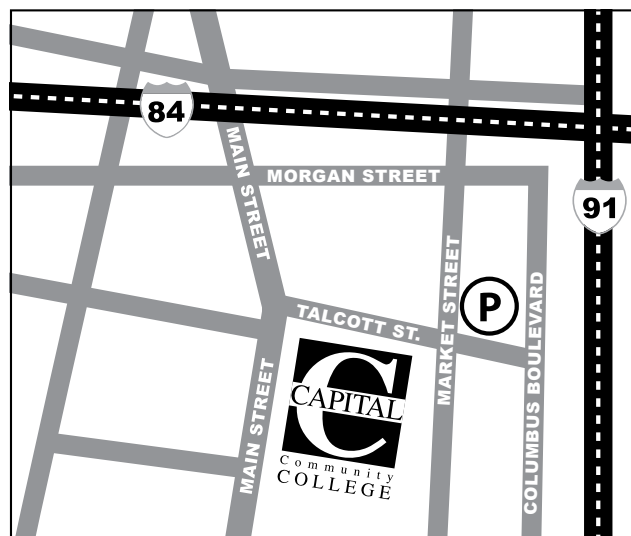 84
MAIN STREET
MORGAN STREET
91
TALCOTT ST.
P
MARKET STREET
COLUMBUS BOULEVARD
MAIN STREET
C
CAPITAL
Community
COLLEGE